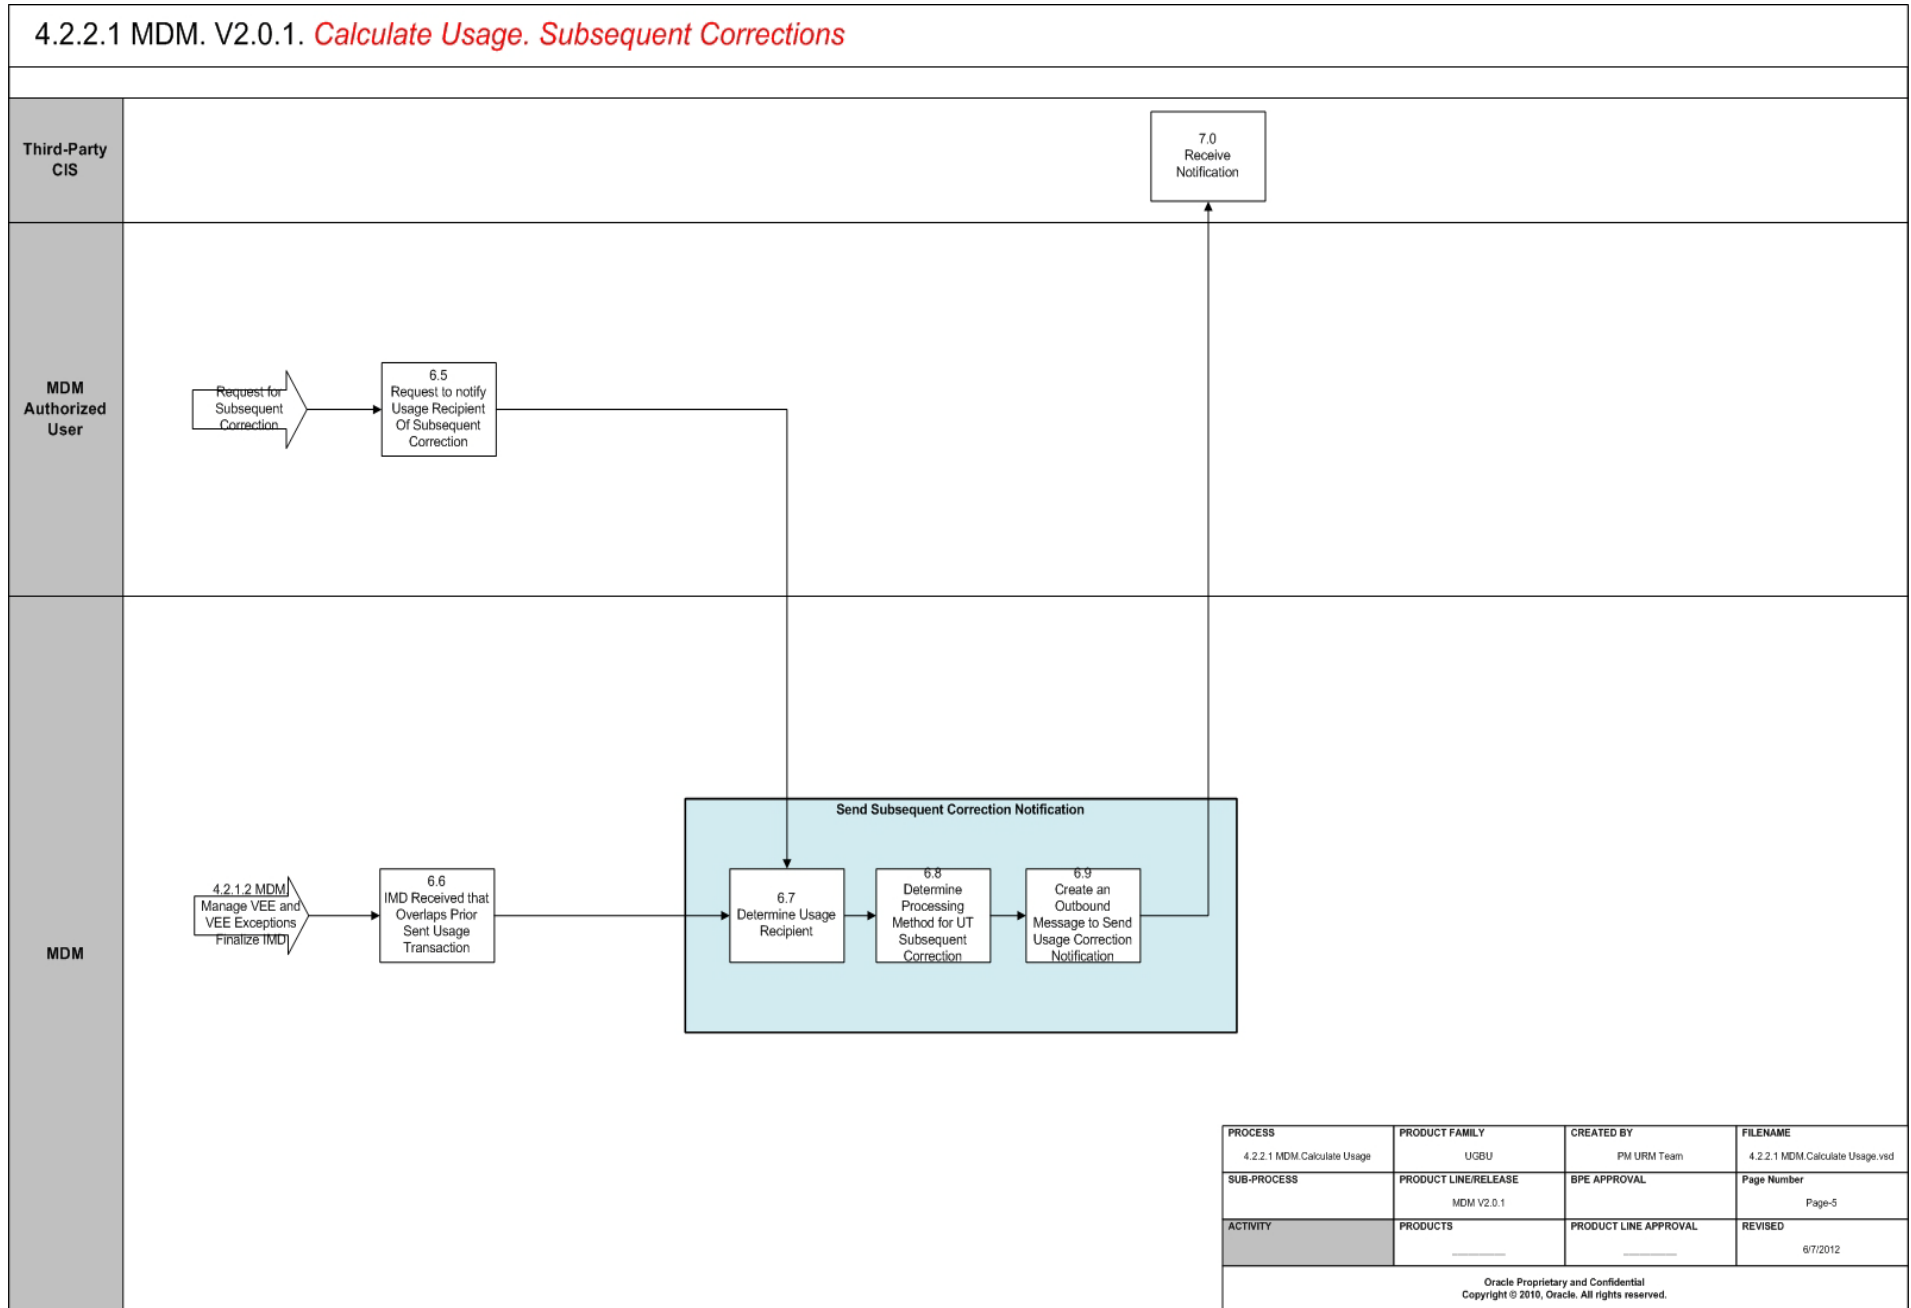 4.2.2.1 MDM. V2.0.1. Calculate Usage. Subsequent Corrections
Third-Party
CIS
7.0
Receive
Notification
MDM
Authorized
User
Request for
Subsequent
Correction
6.5
Request to notify
Usage Recipient
Of Subsequent
Correction
MDM
4.2.1.2 MDM.
Manage VEE and
VEE Exceptions
Finalize IMD
6.6
IMD Received that
Overlaps Prior
Sent Usage
Transaction
Send Subsequent Correction Notification
6.7
Determine Usage
Recipient
6.8
Determine
Processing
Method for UT
Subsequent
Correction
6.9
Create an
Outbound
Message to Send
Usage Correction
Notification
PROCESS
4.2.2.1 MDM.Calculate Usage
PRODUCT FAMILY
UGBU
CREATED BY
PM URM Team
FILENAME
4.2.2.1 MDM.Calculate Usage.vsd
SUB-PROCESS
PRODUCT LINE/RELEASE
MDM V2.0.1
BPE APPROVAL
Page Number
Page-5
ACTIVITY
PRODUCTS
PRODUCT LINE APPROVAL
REVISED
6/7/2012
Oracle Proprietary and Confidential
Copyright © 2010, Oracle. All rights reserved.